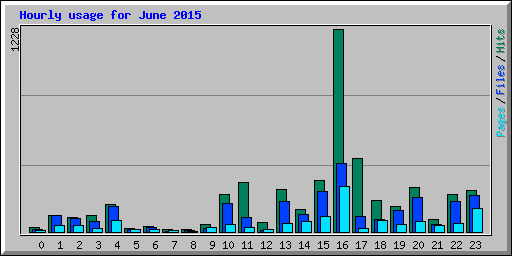 Hourly usage for June 2015
1228
Pages/Files/Hits
0 1 2 3 4 5 6 7 8 9 10 11 12 13 14 15 16 17 18 19 20 21 22 23